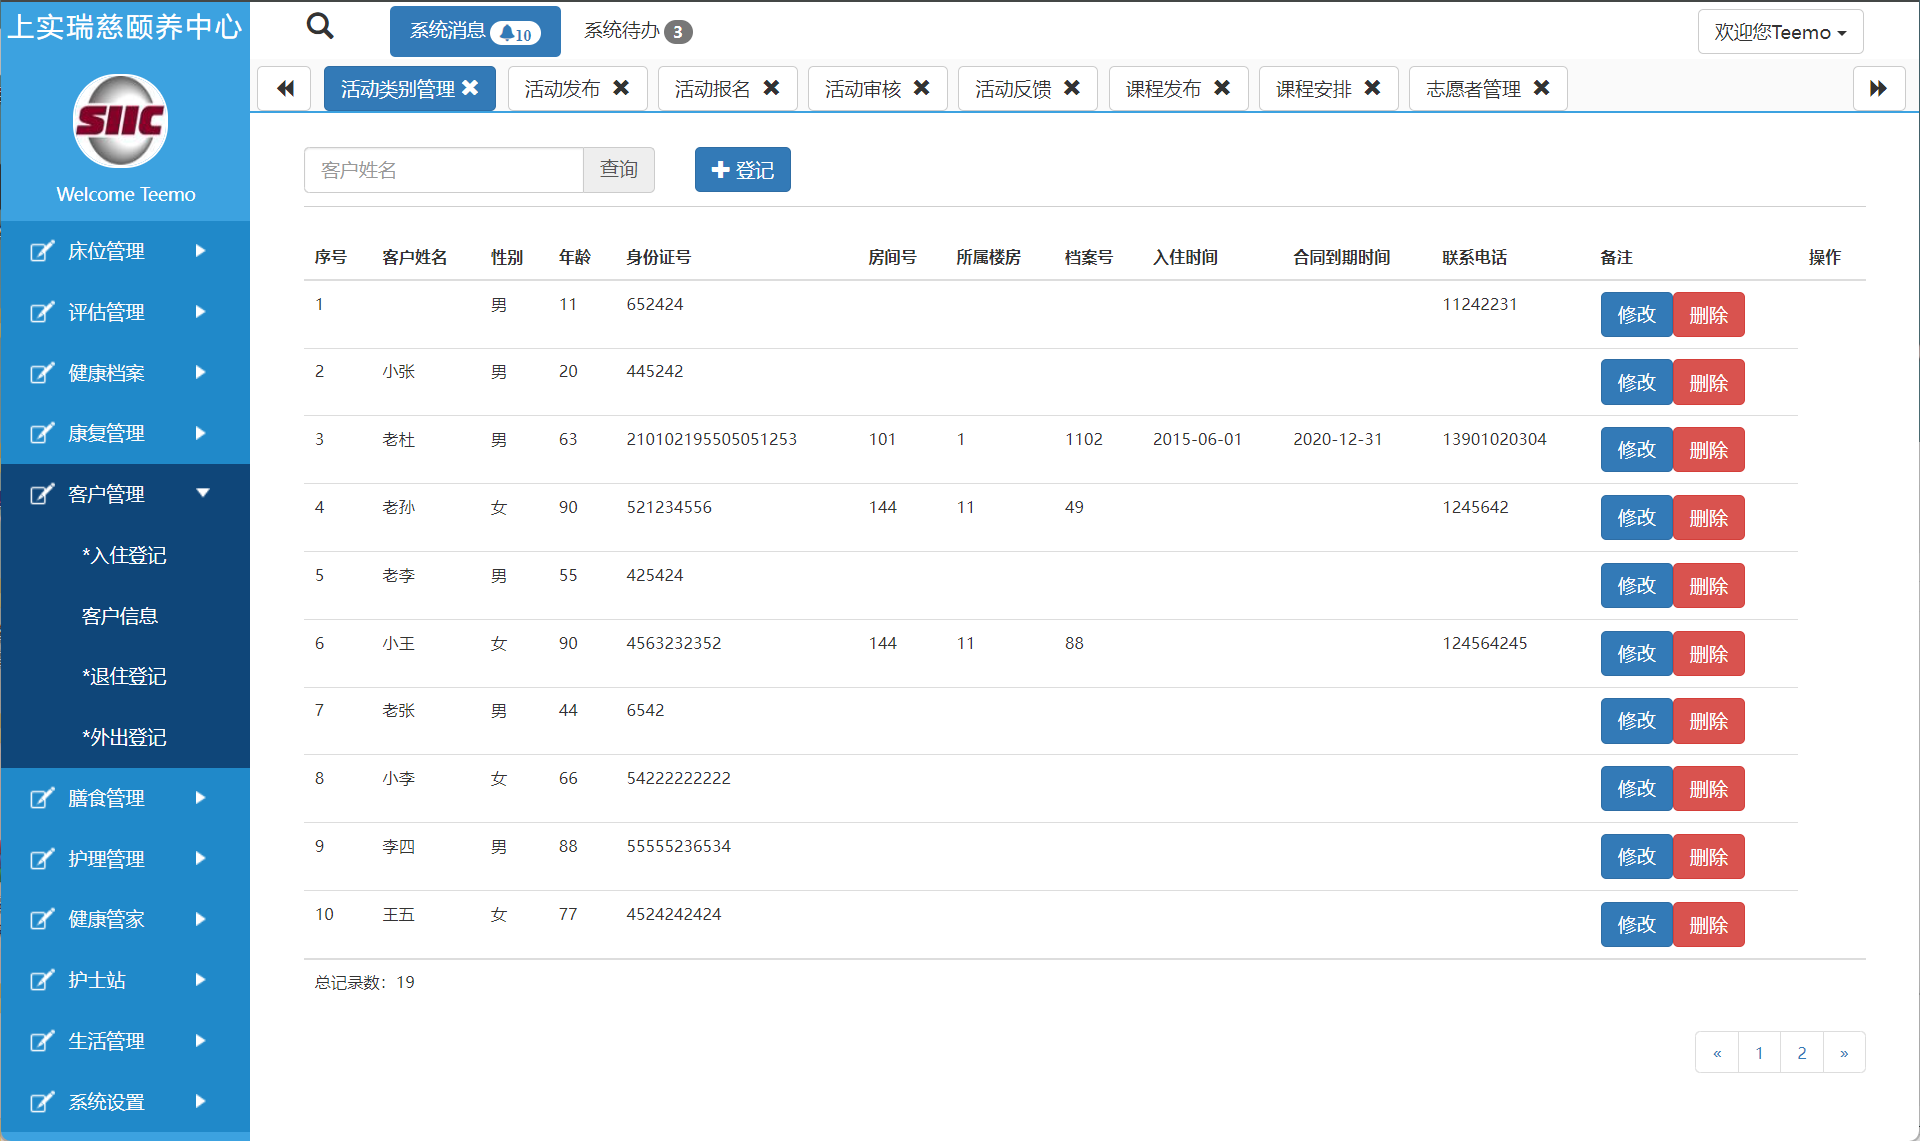 上实瑞慈颐养中心
SIIC
Welcome Teemo
床位管理
评估管理
健康档案
康复管理
客户管理
*入住登记
客户信息
*退住登记
*外出登记
膳食管理
护理管理
健康管家
护士站
生活管理
系统设置
系统消息 10 系统待办 3 欢迎您Teemo
活动类别管理 活动发布 活动报名 活动审核 活动反馈 课程发布 课程安排 志愿者管理
客户姓名 查询 登记
序号 客户姓名 性别 年龄 身份证号 房间号 所属楼房 档案号 入住时间 合同到期时间 联系电话 备注 操作
1 男 11 652424 11242231 修改 删除
2 小张 男 20 445242 修改 删除
3 老杜 男 63 210102195505051253 101 1 1102 2015-06-01 2020-12-31 13901020304 修改 删除
4 老孙 女 90 521234556 144 11 49 1245642 修改 删除
5 老李 男 55 425424 修改 删除
6 小王 女 90 4563232352 144 11 88 124564245 修改 删除
7 老张 男 44 6542 修改 删除
8 小李 女 66 54222222222 修改 删除
9 李四 男 88 55555236534 修改 删除
10 王五 女 77 4524242424 修改 删除
总记录数：19
« 1 2 »